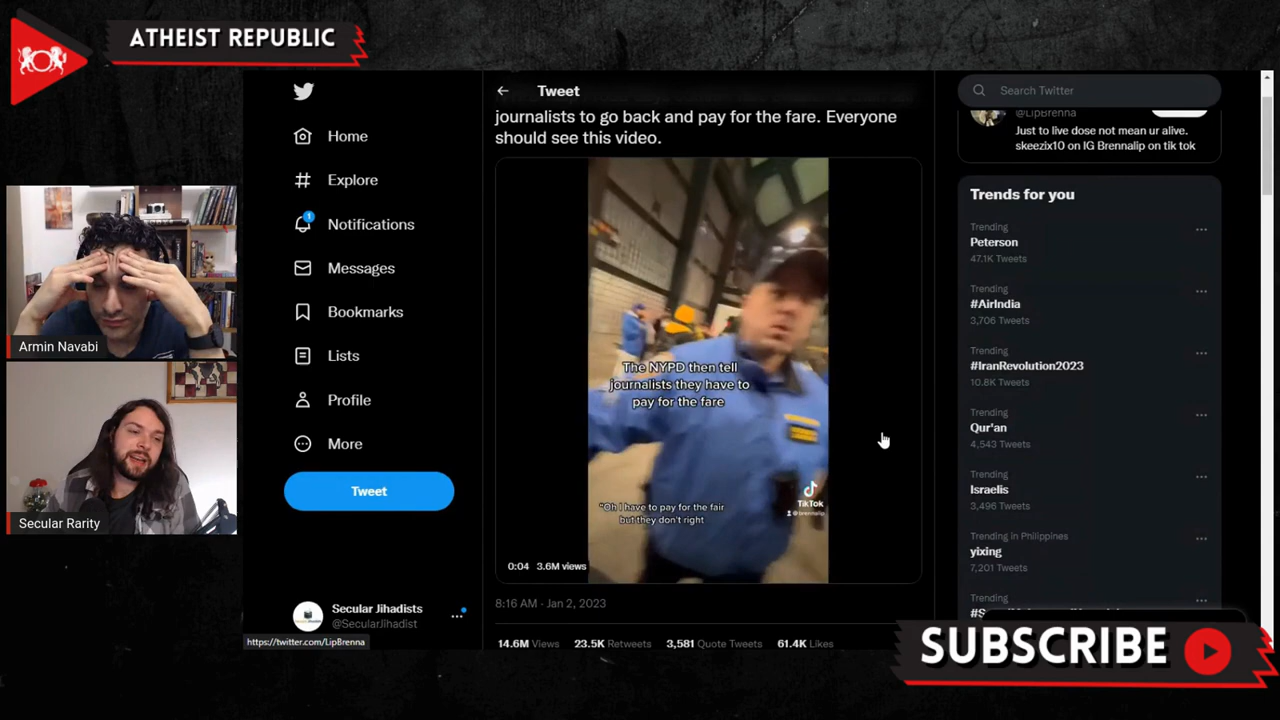 ATHEIST REPUBLIC
Armin Navabi
Secular Rarity
Home
Explore
1
Notifications
Messages
Bookmarks
Lists
Profile
More
Tweet
Secular Jihadists
@SecularJihadist
https://twitter.com/LipBrenna
Tweet
journalists to go back and pay for the fare. Everyone
should see this video.
The NYPD then tell
journalists they have to
pay for the fare
"Oh I have to pay for the fair
but they don't right
TikTok
@brennalip
0:04 3.6M views
8:16 AM · Jan 2, 2023
14.6M Views 23.5K Retweets 3,581 Quote Tweets 61.4K Likes
Search Twitter
@LipBrenna
Just to live dose not mean ur alive.
skeezix10 on IG Brennalip on tik tok
Trends for you
Trending
Peterson
47.1K Tweets
Trending
#AirIndia
3,706 Tweets
Trending
#IranRevolution2023
10.8K Tweets
Trending
Qur'an
4,543 Tweets
Trending
Israelis
3,496 Tweets
Trending in Philippines
yixing
7,201 Tweets
Trending
SUBSCRIBE